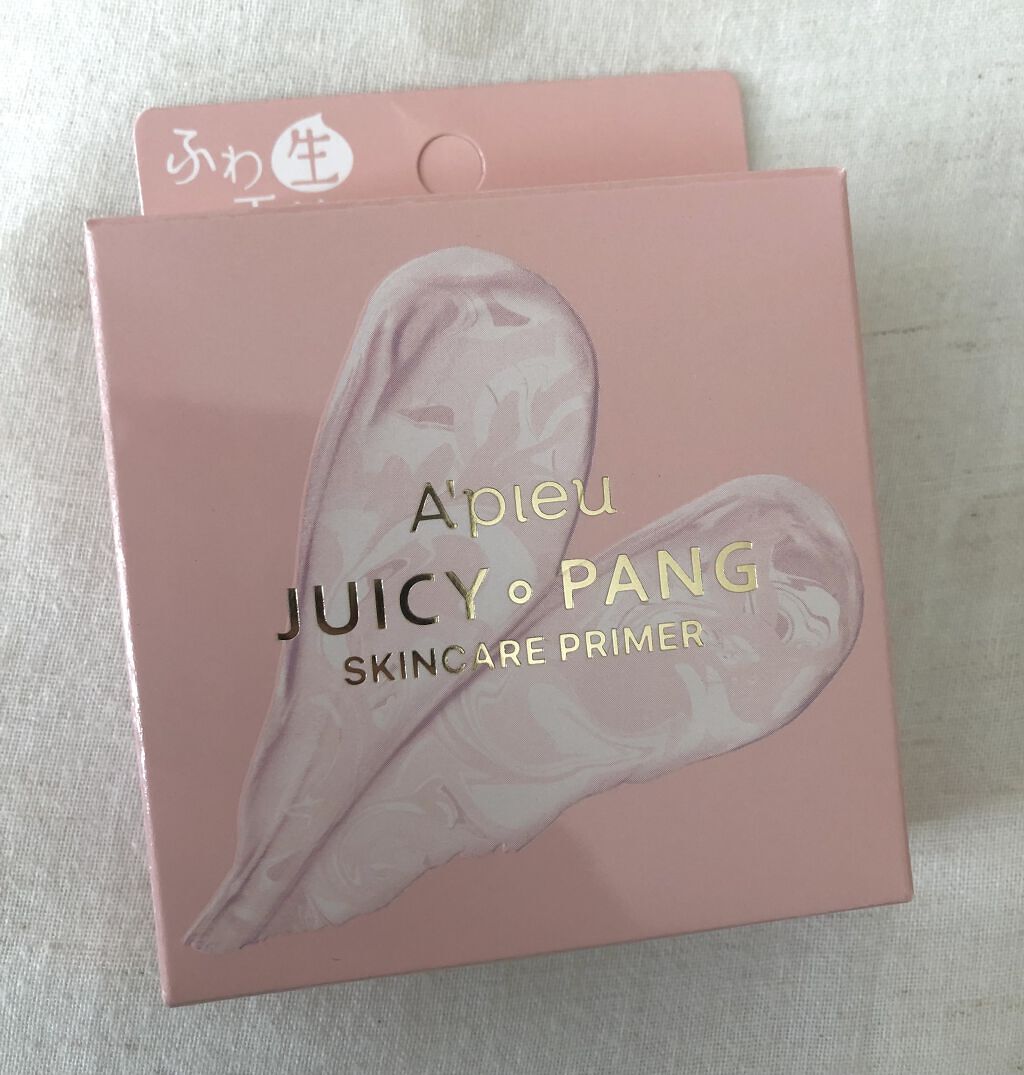 ふわ生
A'pieu
JUICY・PANG
SKINCARE PRIMER